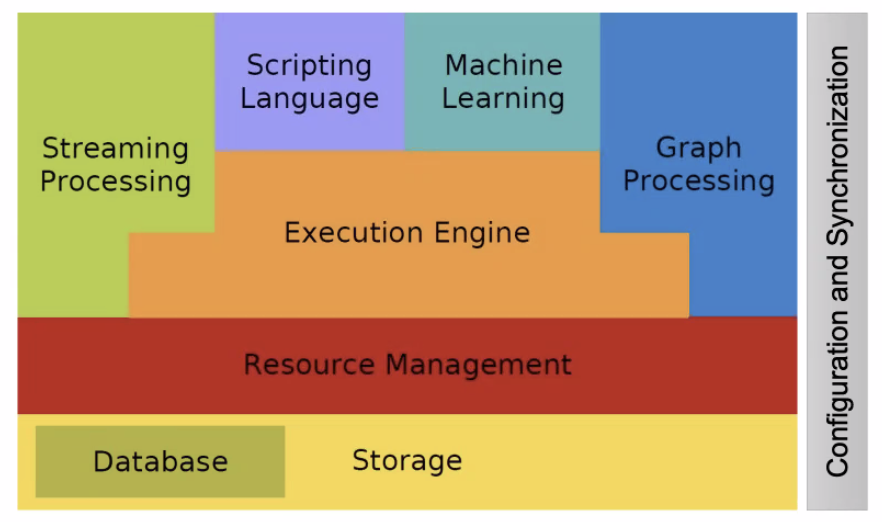 Scripting
Language
Machine
Learning
Streaming
Processing
Graph
Processing
Execution Engine
Resource Management
Database
Storage
Configuration and Synchronization